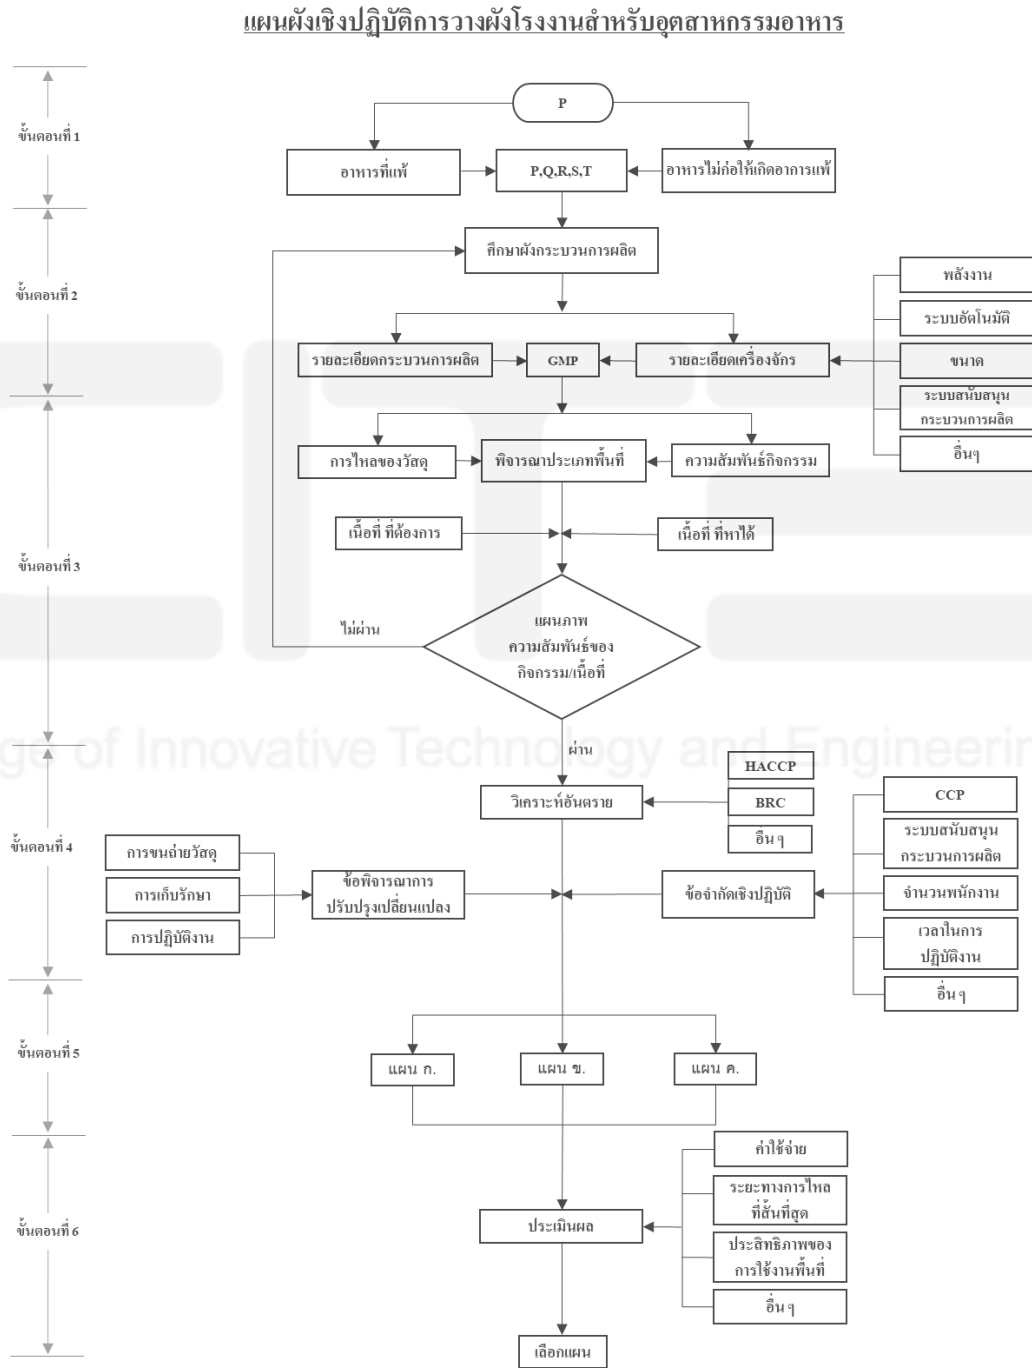 แผนผังเชิงปฏิบัติการวางผังโรงงานสำหรับอุตสาหกรรมอาหาร
ขั้นตอนที่ 1
P
อาหารที่แพ้
P,Q,R,S,T
อาหารไม่ก่อให้เกิดอาการแพ้
ขั้นตอนที่ 2
ศึกษาผังกระบวนการผลิต
พลังงาน
ระบบอัตโนมัติ
รายละเอียดกระบวนการผลิต
GMP
รายละเอียดเครื่องจักร
ขนาด
ระบบสนับสนุน
กระบวนการผลิต
อื่นๆ
ขั้นตอนที่ 3
การไหลของวัสดุ
พิจารณาประเภทพื้นที่
ความสัมพันธ์กิจกรรม
เนื้อที่ ที่ต้องการ
เนื้อที่ ที่หาได้
แผนภาพ
ความสัมพันธ์ของ
กิจกรรม/เนื้อที่
ไม่ผ่าน
ผ่าน
ge of Innovative Technology and Engineerin
ขั้นตอนที่ 4
วิเคราะห์อันตราย
HACCP
BRC
อื่น ๆ
การขนถ่ายวัสดุ
การเก็บรักษา
การปฏิบัติงาน
ข้อพิจารณาการ
ปรับปรุงเปลี่ยนแปลง
ข้อจำกัดเชิงปฏิบัติ
CCP
ระบบสนับสนุน
กระบวนการผลิต
จำนวนพนักงาน
เวลาในการ
ปฏิบัติงาน
อื่น ๆ
ขั้นตอนที่ 5
แผน ก.
แผน ข.
แผน ค.
ขั้นตอนที่ 6
ประเมินผล
ค่าใช้จ่าย
ระยะทางการไหล
ที่สั้นที่สุด
ประสิทธิภาพของ
การใช้งานพื้นที่
อื่น ๆ
เลือกแผน